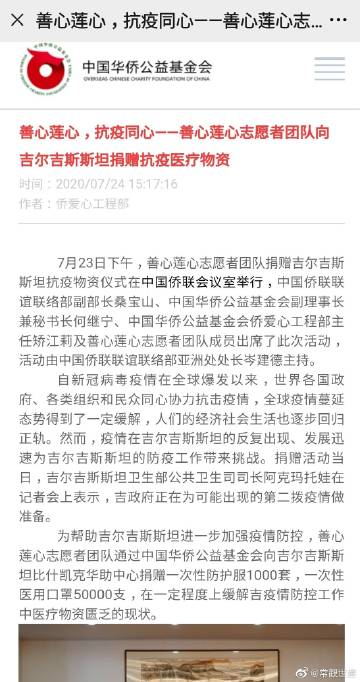 善心莲心，抗疫同心——善心莲心志...
中国华侨公益基金会
OVERSEAS CHINESE CHARITY FOUNDATION OF CHINA
善心莲心，抗疫同心——善心莲心志愿者团队向
吉尔吉斯斯坦捐赠抗疫医疗物资
时间：2020/07/24 15:17:16
作者：侨爱心工程部
7月23日下午，善心莲心志愿者团队捐赠吉尔吉斯
斯坦抗疫物资仪式在中国侨联会议室举行，中国侨联联
谊联络部副部长桑宝山、中国华侨公益基金会副理事长
兼秘书长何继宁、中国华侨公益基金会侨爱心工程部主
任矫江莉及善心莲心志愿者团队成员出席了此次活动，
活动由中国侨联联谊联络部亚洲处处长岑建德主持。
自新冠病毒疫情在全球爆发以来，世界各国政
府、各类组织和民众同心协力抗击疫情，全球疫情蔓延
态势得到了一定缓解，人们的经济社会生活也逐步回归
正轨。然而，疫情在吉尔吉斯斯坦的反复出现、发展迅
速为吉尔吉斯斯坦的防疫工作带来挑战。捐赠活动当
日，吉尔吉斯斯坦卫生部公共卫生司司长阿克玛托娃在
记者会上表示，吉政府正在为可能出现的第二拨疫情做
准备。
为帮助吉尔吉斯斯坦进一步加强疫情防控，善心
莲心志愿者团队通过中国华侨公益基金会向吉尔吉斯斯
坦比什凯克华助中心捐赠一次性防护服1000套，一次性
医用口罩50000支，在一定程度上缓解吉疫情防控工作
中医疗物资匮乏的现状。
@常觀世音